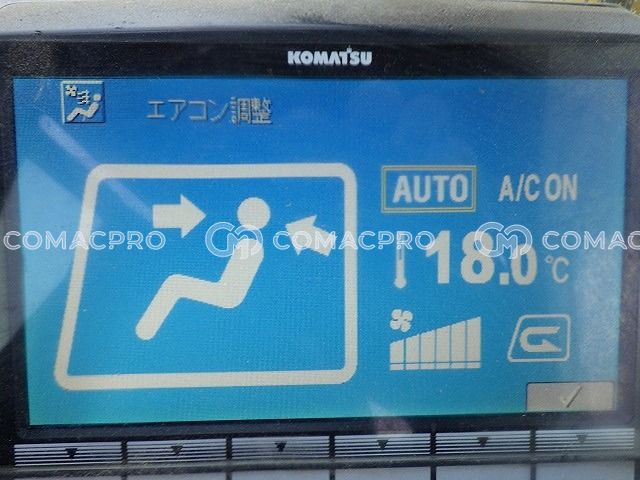 KOMATSU
エアコン調整
AUTO A/C ON
COMACPRO COMACPRO COMACPRO
18.0℃